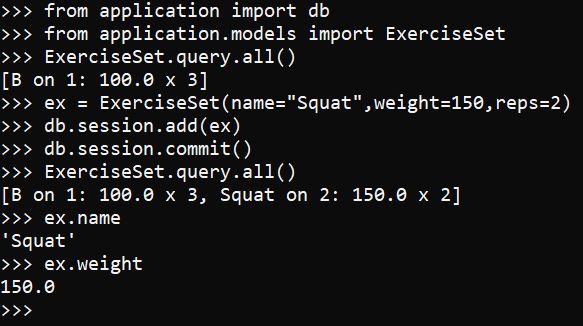 >>> from application import db
>>> from application.models import ExerciseSet
>>> ExerciseSet.query.all()
[B on 1: 100.0 x 3]
>>> ex = ExerciseSet(name="Squat",weight=150,reps=2)
>>> db.session.add(ex)
>>> db.session.commit()
>>> ExerciseSet.query.all()
[B on 1: 100.0 x 3, Squat on 2: 150.0 x 2]
>>> ex.name
'Squat'
>>> ex.weight
150.0
>>>